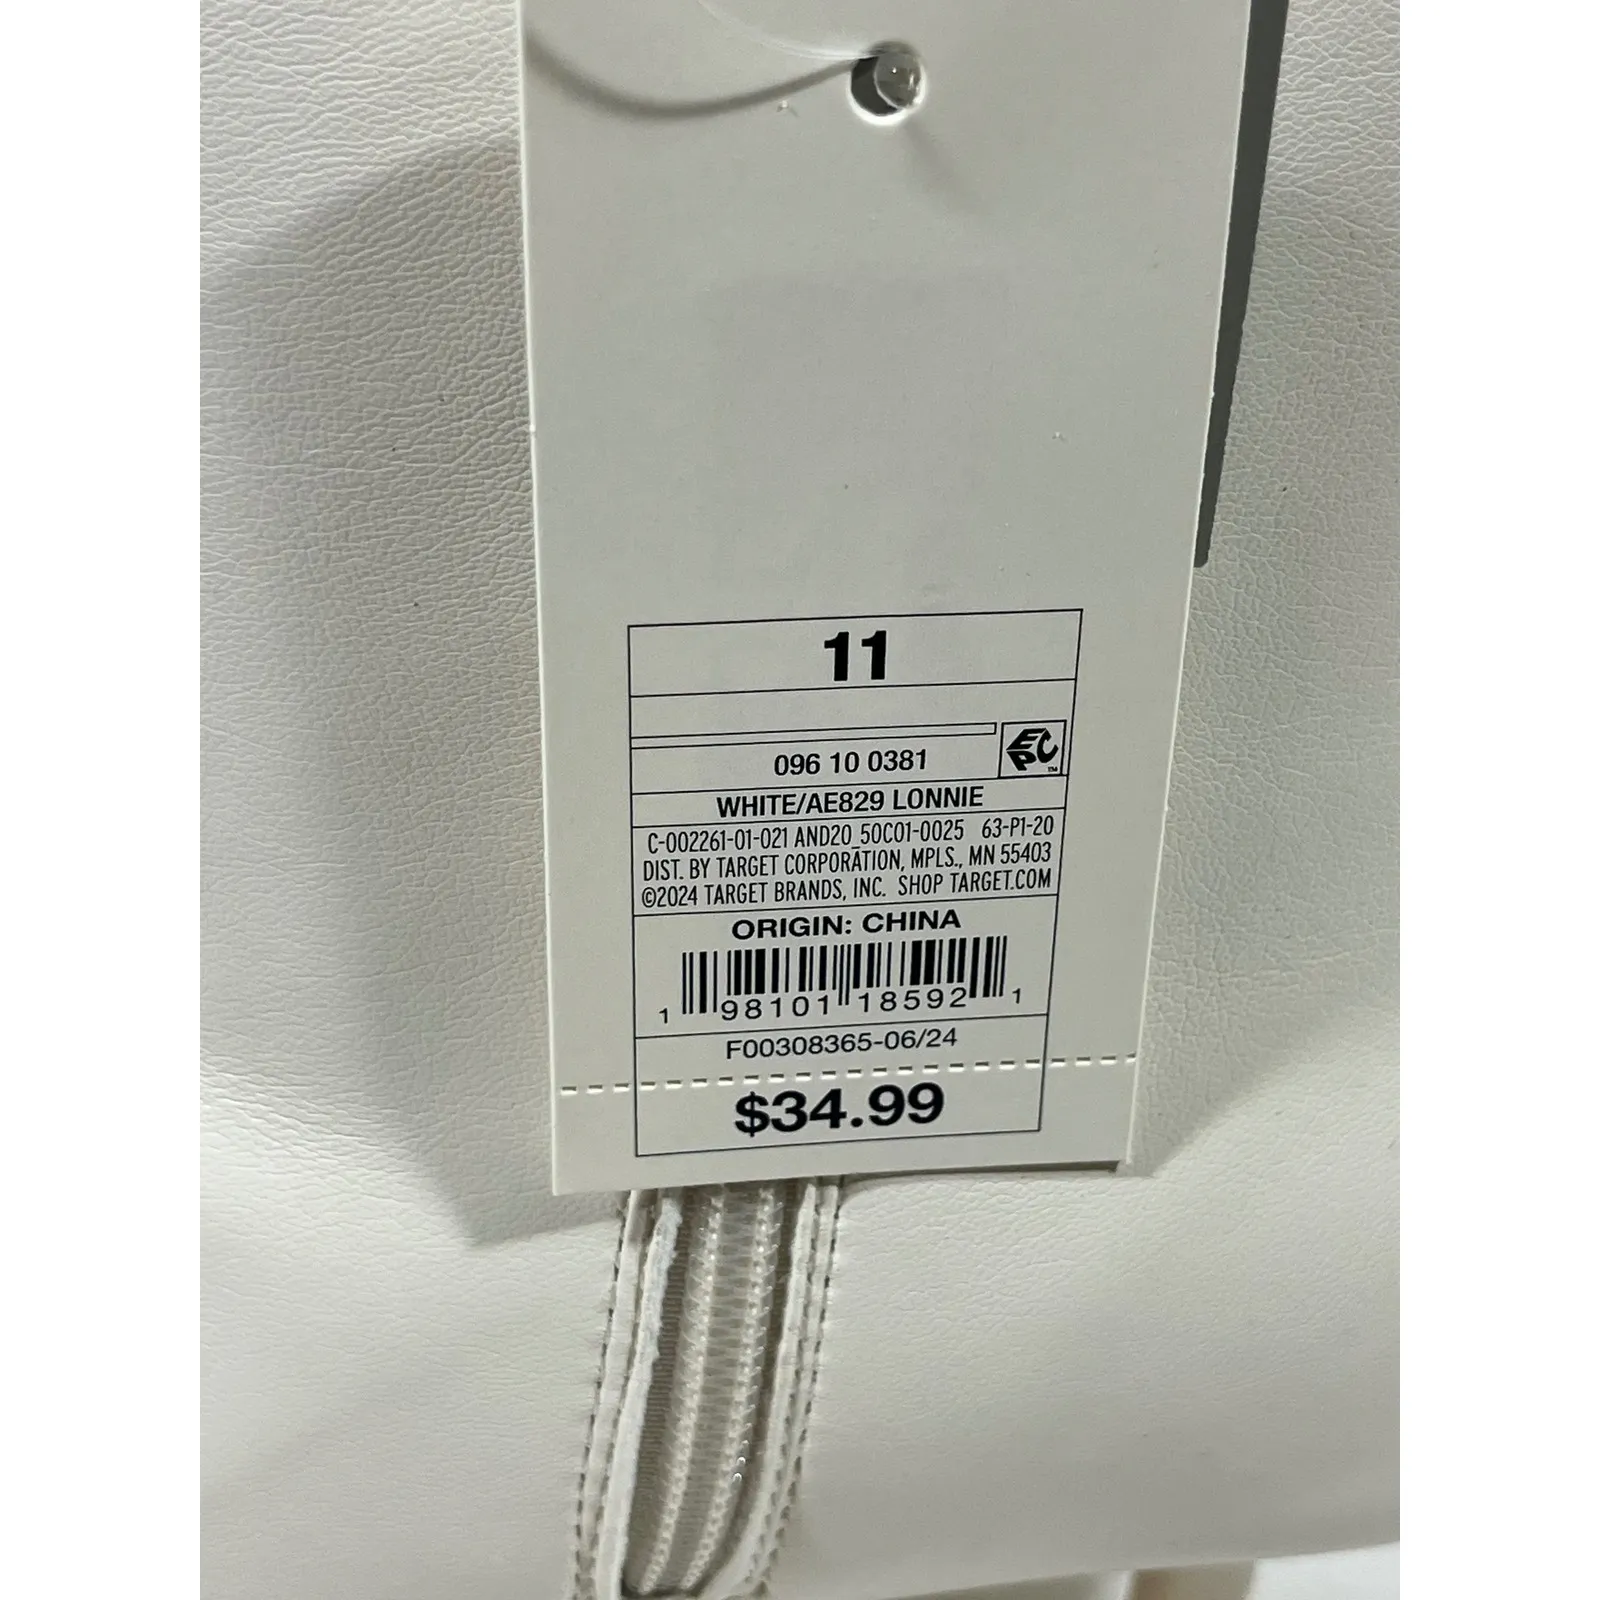 11
EPC™
096 10 0381
WHITE/AE829 LONNIE
C-002261-01-021 AND20_50C01-0025 63-P1-20
DIST. BY TARGET CORPORATION, MPLS., MN 55403
©2024 TARGET BRANDS, INC. SHOP TARGET.COM
ORIGIN: CHINA
1 98101 18592 1
F00308365-06/24
$34.99